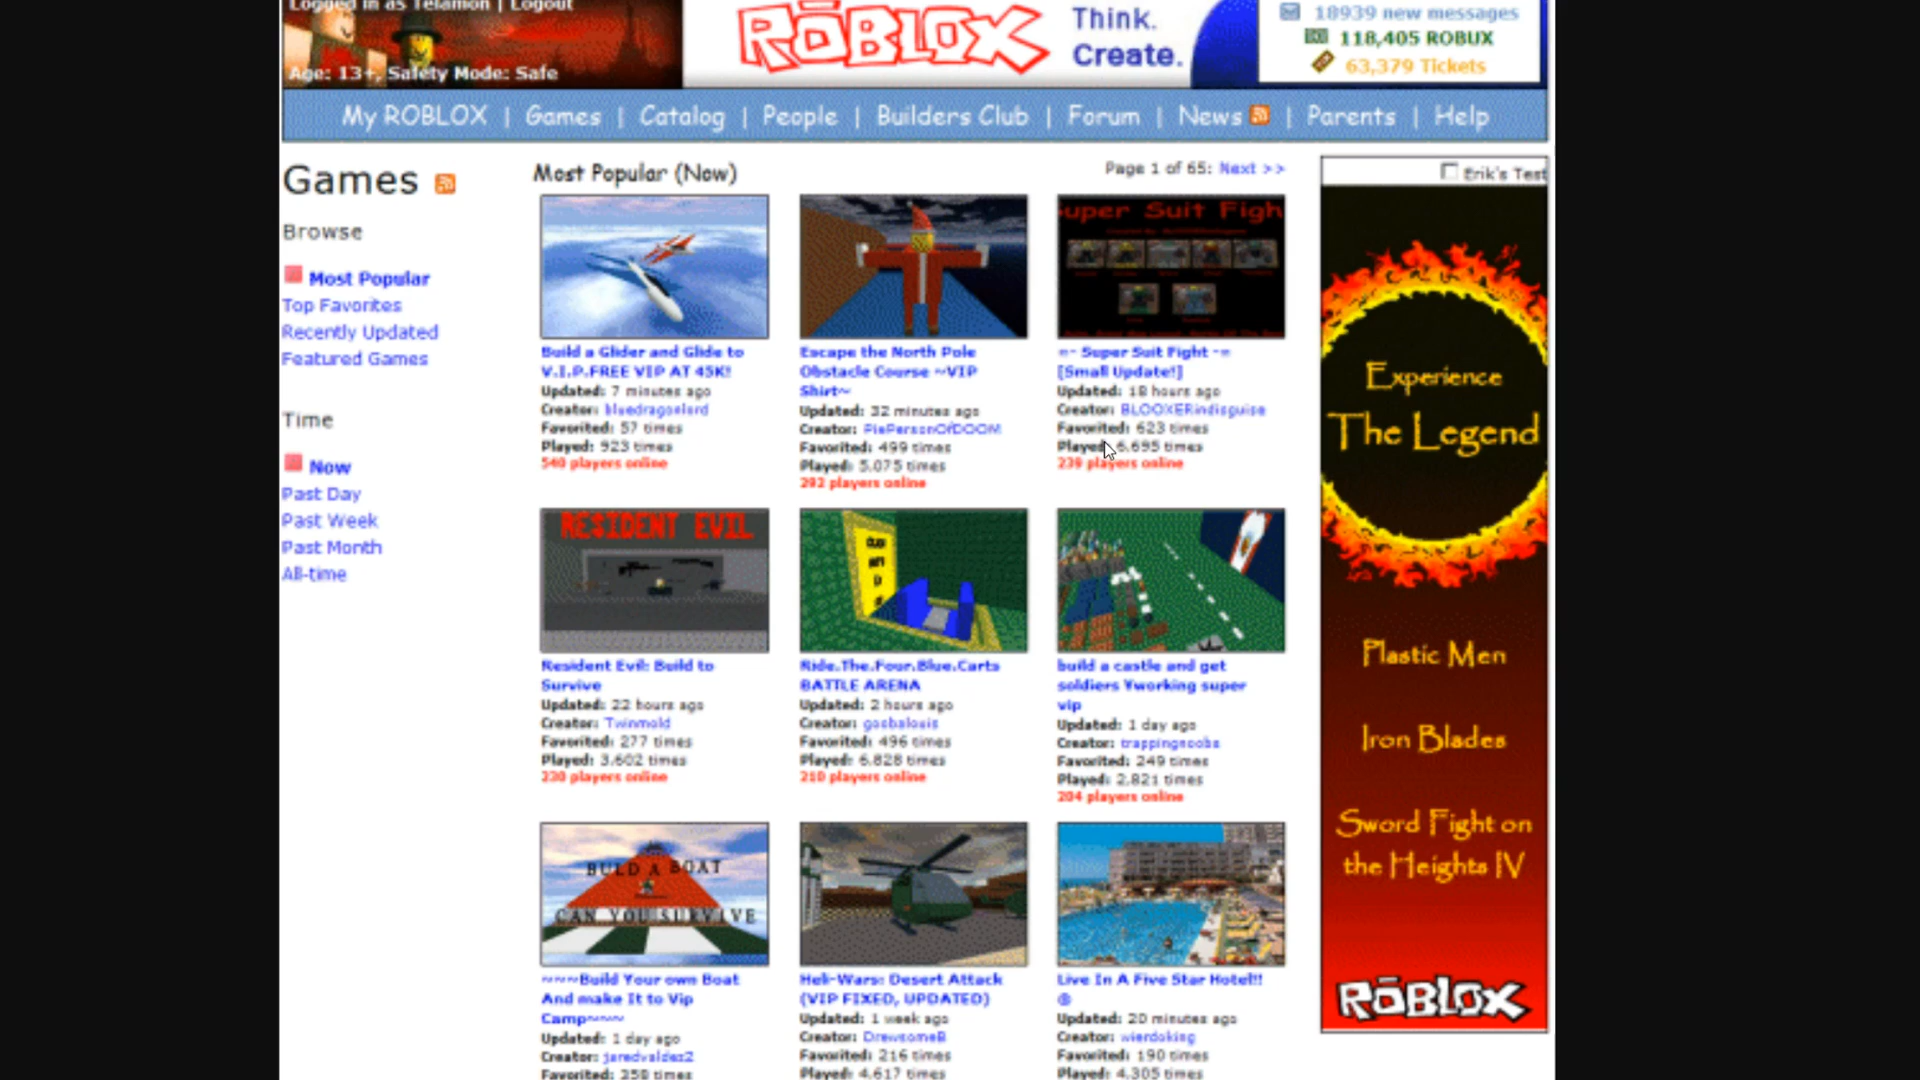 Logged in as Telamon | Logout
Age: 13+, Safety Mode: Safe
ROBLOX
Think.
Create.
18939 new messages
118,405 ROBUX
63,379 Tickets
My ROBLOX | Games | Catalog | People | Builders Club | Forum | News | Parents | Help
Games
Browse
Most Popular
Top Favorites
Recently Updated
Featured Games
Time
Now
Past Day
Past Week
Past Month
All-time
Most Popular (Now)
Page 1 of 65: Next >>
Build a Glider and Glide to
V.I.P.FREE VIP AT 45K!
Updated: 7 minutes ago
Creator: bluedragonlord
Favorited: 57 times
Played: 923 times
540 players online
Escape the North Pole
Obstacle Course ~VIP
Shirt~
Updated: 32 minutes ago
Creator: PiePersonOfDOOM
Favorited: 499 times
Played: 5,075 times
292 players online
uper Suit Figh
=- Super Suit Fight -=
[Small Update!]
Updated: 18 hours ago
Creator: BLOOXERindisguise
Favorited: 623 times
Played: 6,695 times
239 players online
RESIDENT EVIL
Resident Evil: Build to
Survive
Updated: 22 hours ago
Creator: Twinmold
Favorited: 277 times
Played: 3,602 times
230 players online
Ride.The.Four.Blue.Carts
BATTLE ARENA
Updated: 2 hours ago
Creator: goobalouis
Favorited: 496 times
Played: 6,828 times
210 players online
build a castle and get
soldiers ¥working super
vip
Updated: 1 day ago
Creator: trappingnoobs
Favorited: 249 times
Played: 2,821 times
204 players online
BUILD A BOAT
CAN YOU SURVIVE
~~~~Build Your own Boat
And make It to Vip
Camp~~~~
Updated: 1 day ago
Creator: jaredvaldez2
Favorited: 258 times
Heli-Wars: Desert Attack
(VIP FIXED, UPDATED)
Updated: 1 week ago
Creator: DrewsomeB
Favorited: 216 times
Played: 4,617 times
Live In A Five Star Hotel!!
Updated: 20 minutes ago
Creator: wierdoking
Favorited: 190 times
Played: 4,305 times
Erik's Test
Experience
The Legend
Plastic Men
Iron Blades
Sword Fight on
the Heights IV
ROBLOX